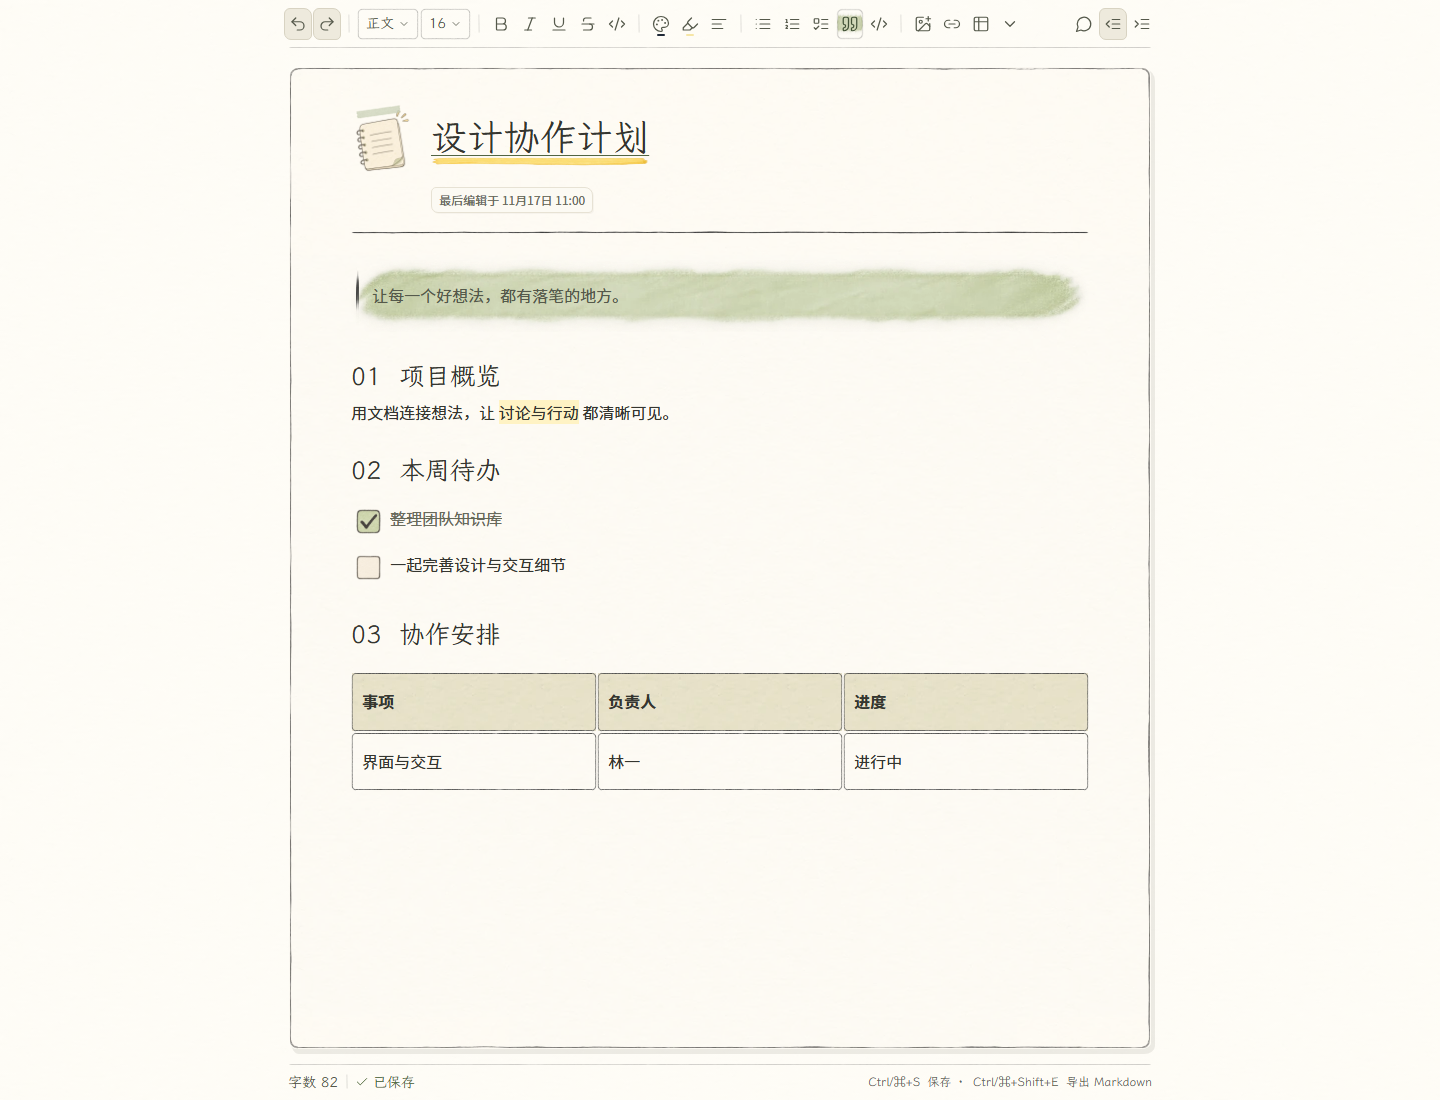 正文 16
设计协作计划
最后编辑于 11月17日 11:00
让每一个好想法，都有落笔的地方。
01 项目概览
用文档连接想法，让 讨论与行动 都清晰可见。
02 本周待办
整理团队知识库
一起完善设计与交互细节
03 协作安排
事项 负责人 进度
界面与交互 林一 进行中
字数 82 已保存 Ctrl/⌘+S 保存 · Ctrl/⌘+Shift+E 导出 Markdown